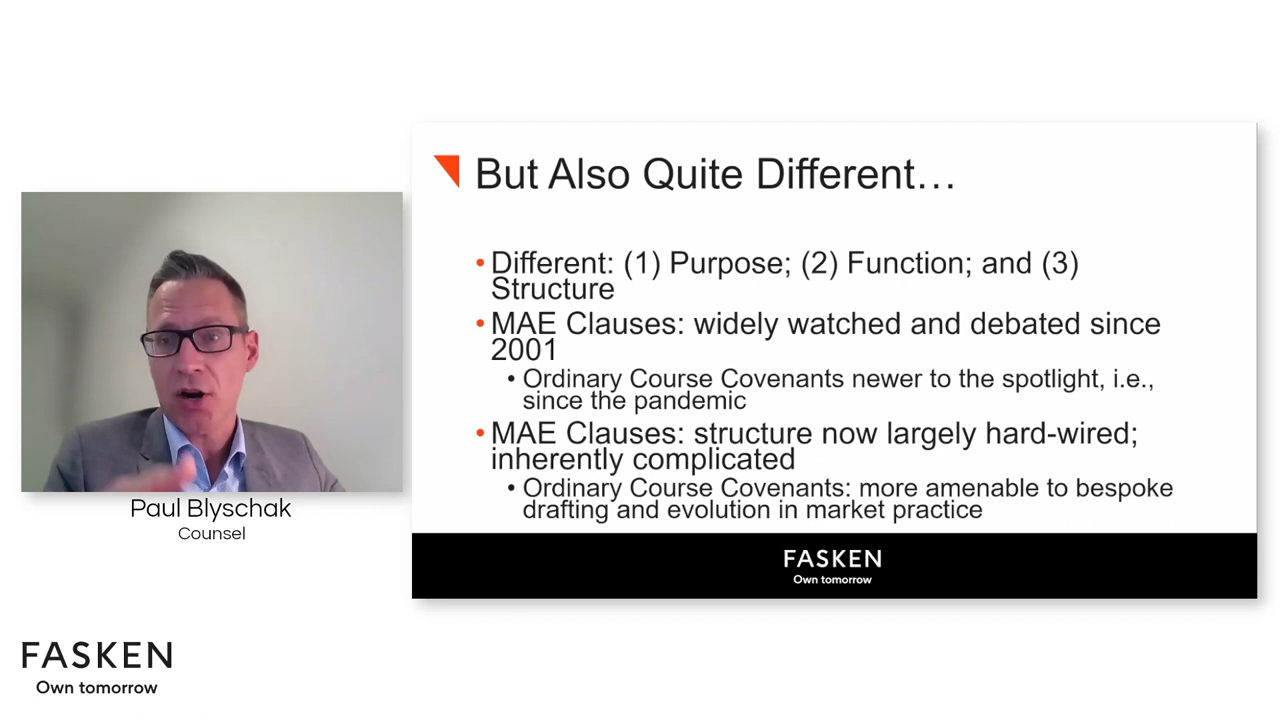 But Also Quite Different…
• Different: (1) Purpose; (2) Function; and (3)
Structure
• MAE Clauses: widely watched and debated since
2001
• Ordinary Course Covenants newer to the spotlight, i.e.,
since the pandemic
• MAE Clauses: structure now largely hard-wired;
inherently complicated
• Ordinary Course Covenants: more amenable to bespoke
drafting and evolution in market practice
FASKEN
Own tomorrow
Paul Blyschak
Counsel
FASKEN
Own tomorrow